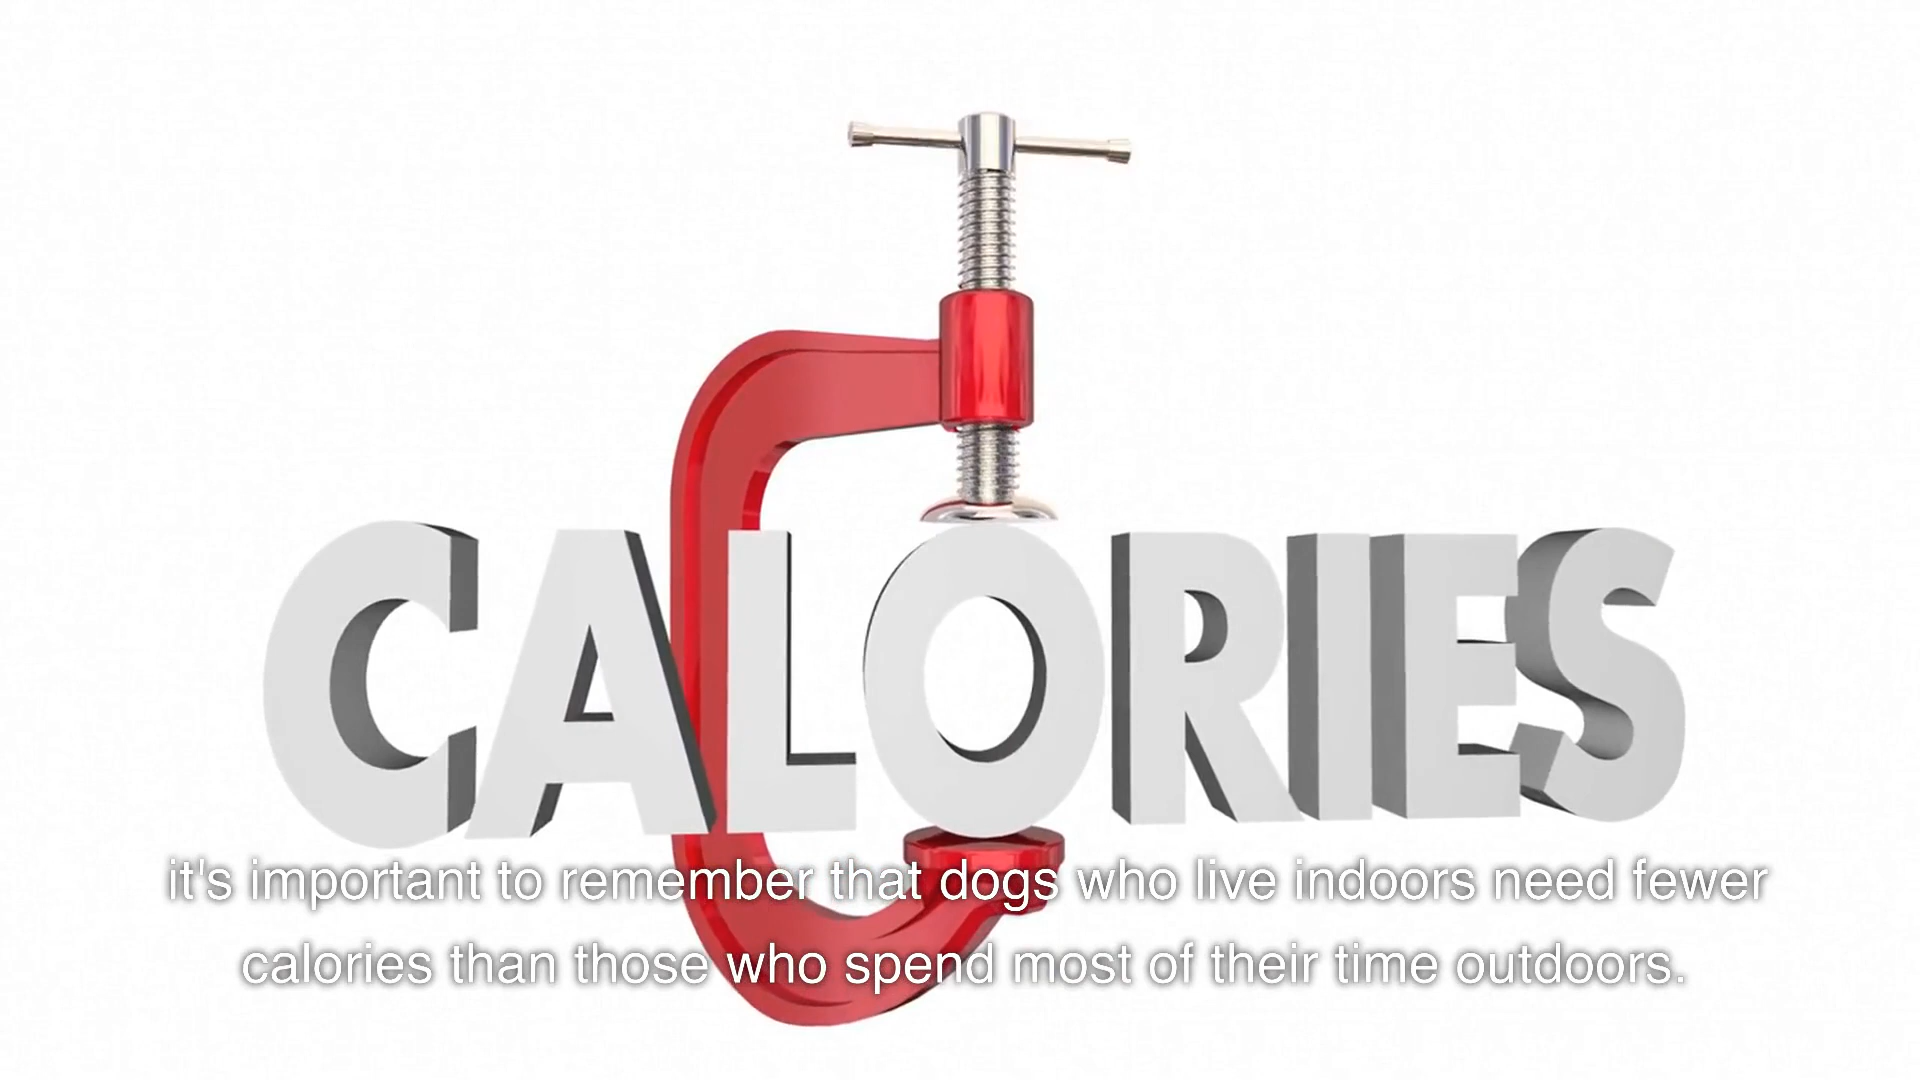 CALORIES
it's important to remember that dogs who live indoors need fewer
calories than those who spend most of their time outdoors.